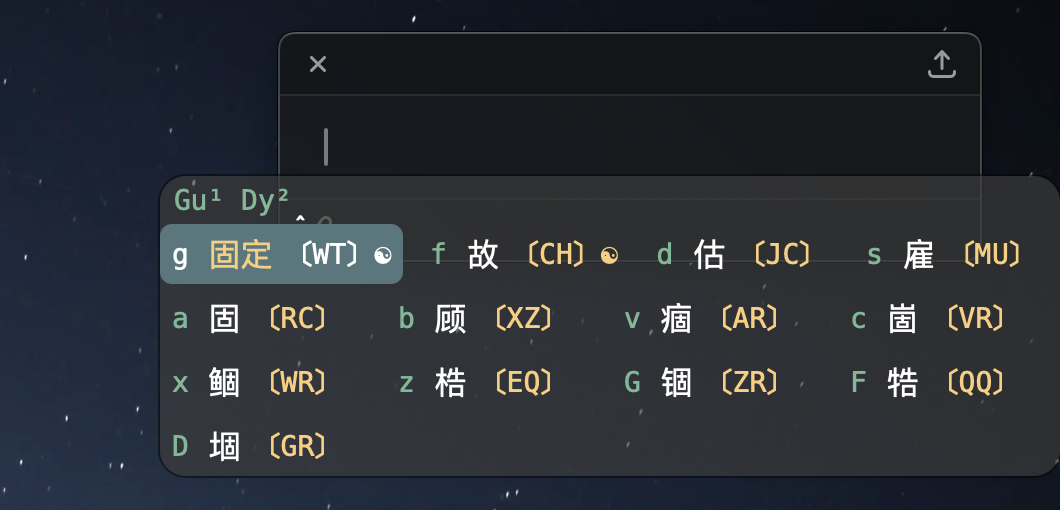 Gu¹ Dy²
g 固定 〔WT〕☯ f 故 〔CH〕☯ d 估 〔JC〕 s 雇 〔MU〕
a 固 〔RC〕 b 顾 〔XZ〕 v 痼 〔AR〕 c 崮 〔VR〕
x 鲴 〔WR〕 z 梏 〔EQ〕 G 锢 〔ZR〕 F 牿 〔QQ〕
D 堌 〔GR〕